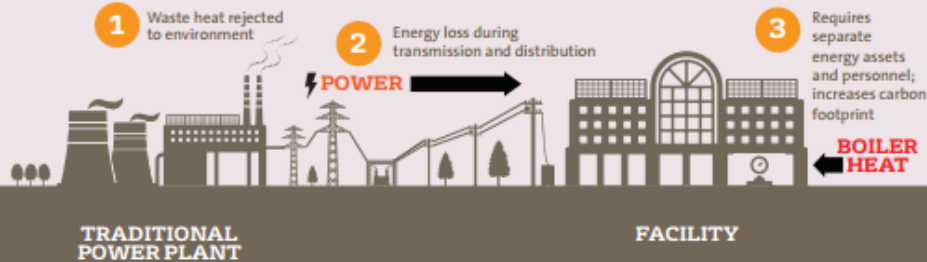 1
Waste heat rejected
to environment
2
Energy loss during
transmission and distribution
3
Requires
separate
energy assets
and personnel;
increases carbon
footprint
POWER
BOILER
HEAT
TRADITIONAL
POWER PLANT
FACILITY